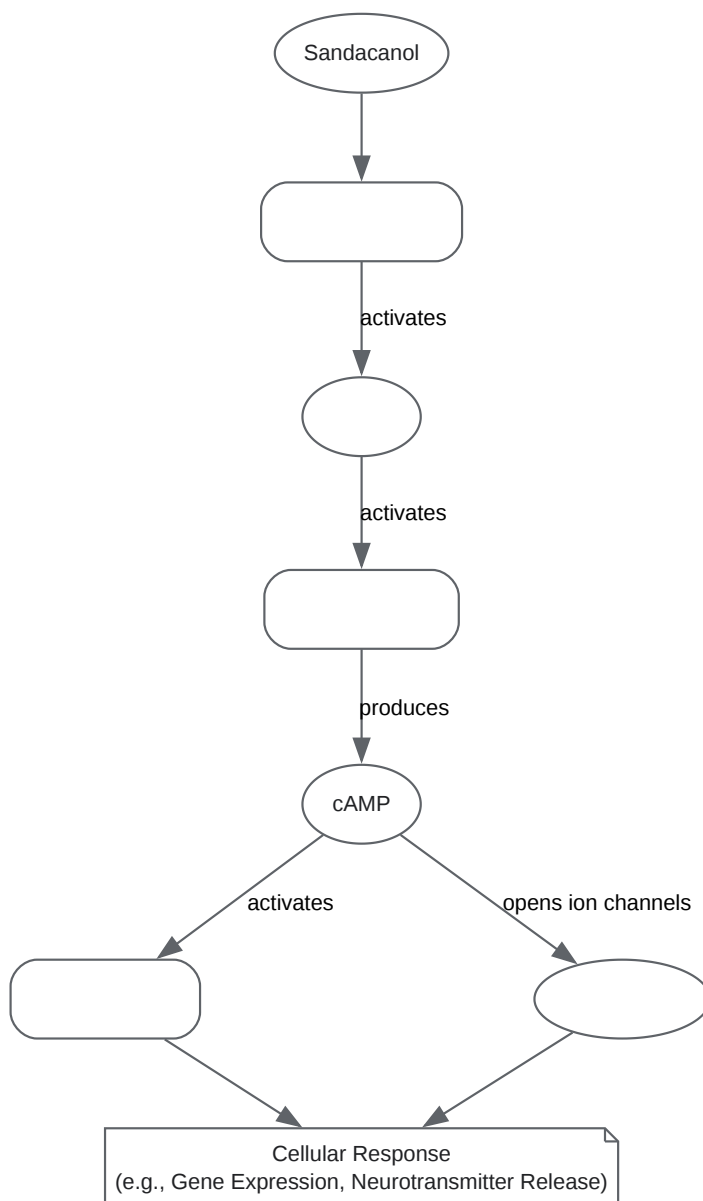 Sandacanol
activates
activates
produces
cAMP
activates
opens ion channels
Cellular Response
(e.g., Gene Expression, Neurotransmitter Release)